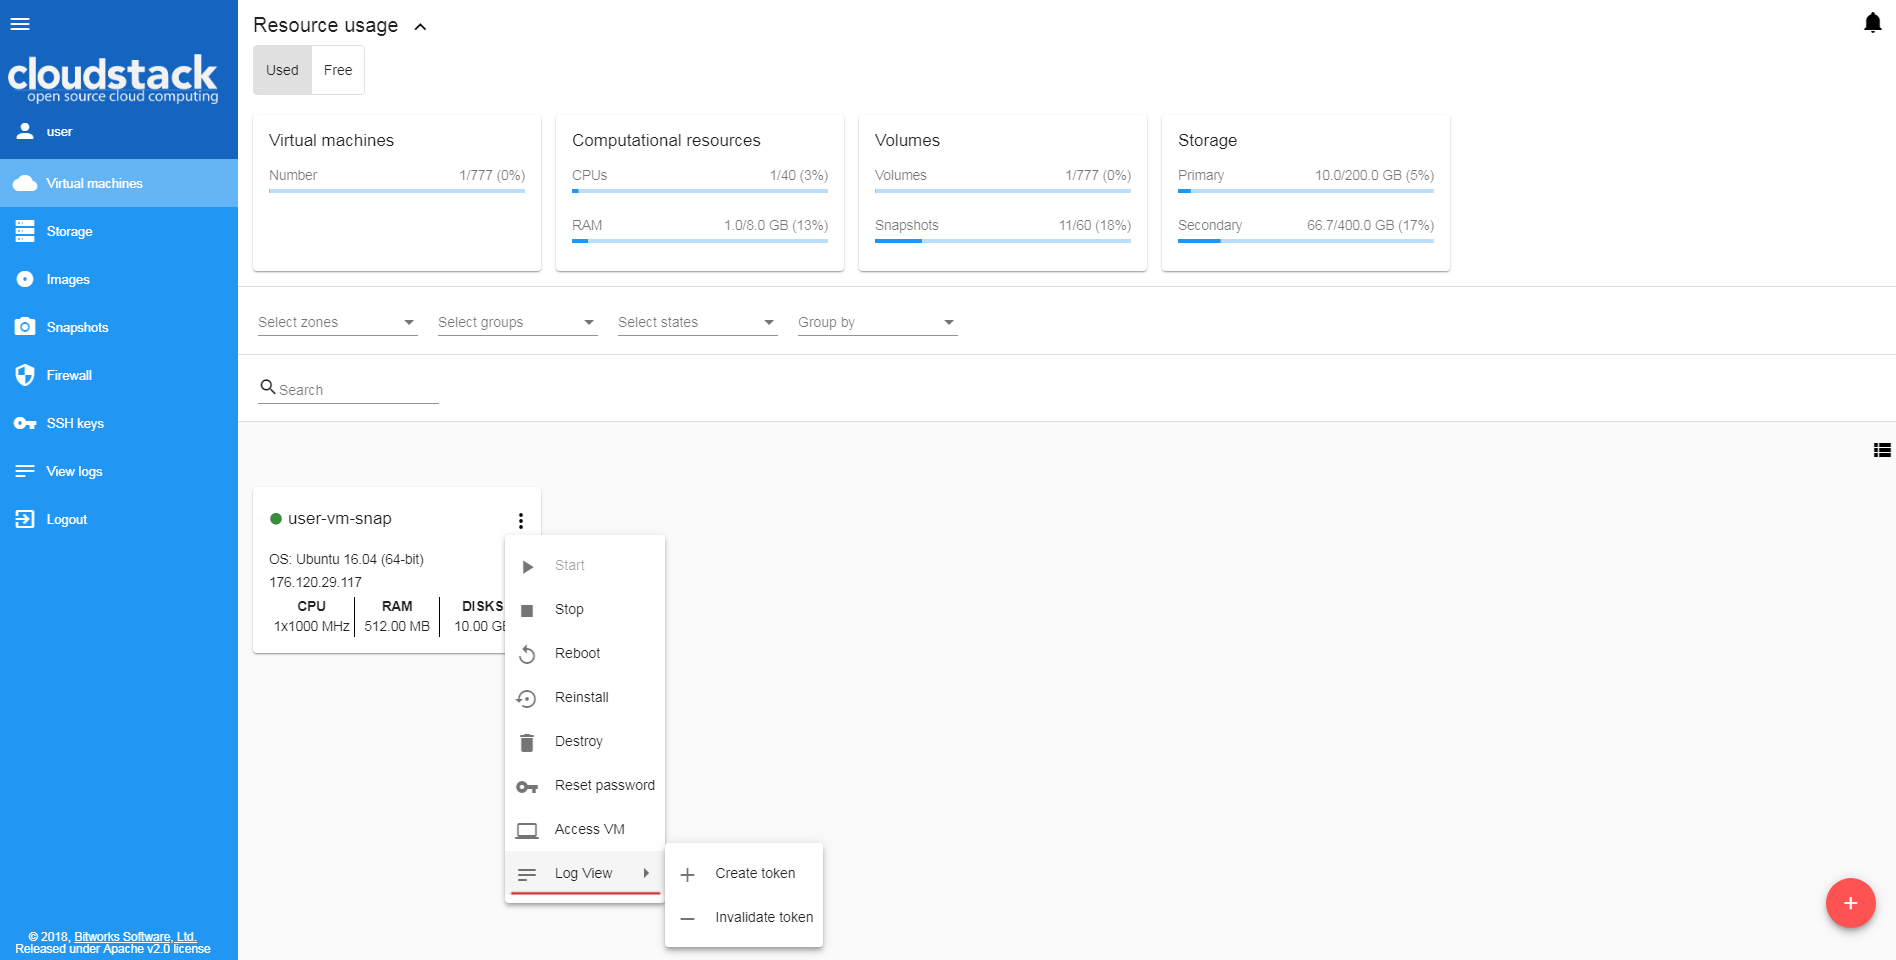 cloudstack
open source cloud computing
user
Virtual machines
Storage
Images
Snapshots
Firewall
SSH keys
View logs
Logout
© 2018, Bitworks Software, Ltd.
Released under Apache v2.0 license
Resource usage
Used Free
Virtual machines
Number 1/777 (0%)
Computational resources
CPUs 1/40 (3%)
RAM 1.0/8.0 GB (13%)
Volumes
Volumes 1/777 (0%)
Snapshots 11/60 (18%)
Storage
Primary 10.0/200.0 GB (5%)
Secondary 66.7/400.0 GB (17%)
Select zones Select groups Select states Group by
Search
user-vm-snap
OS: Ubuntu 16.04 (64-bit)
176.120.29.117
CPU RAM DISKS
1x1000 MHz 512.00 MB 10.00 GB
Start
Stop
Reboot
Reinstall
Destroy
Reset password
Access VM
Log View
Create token
Invalidate token